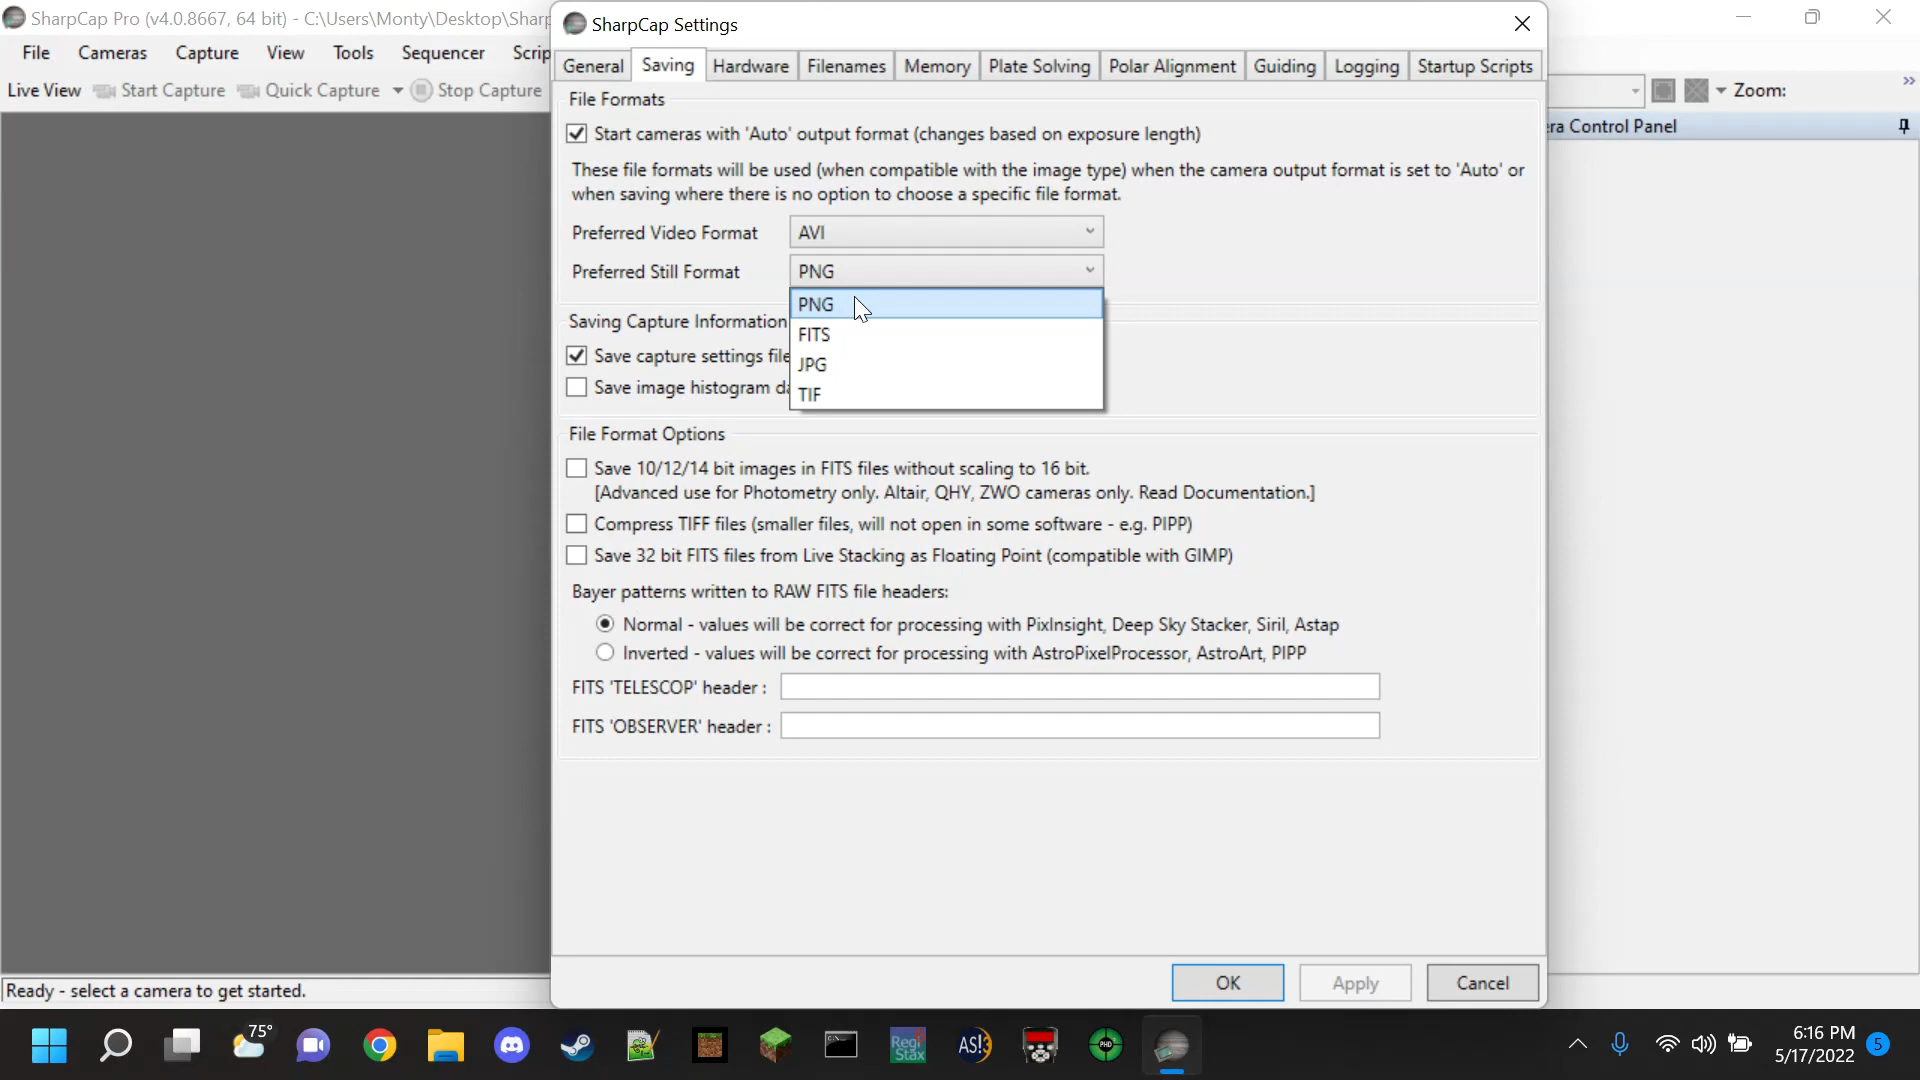 SharpCap Pro (v4.0.8667, 64 bit) - C:\Users\Monty\Desktop\Sharp
SharpCap Settings
File Cameras Capture View Tools Sequencer Scrip
General Saving Hardware Filenames Memory Plate Solving Polar Alignment Guiding Logging Startup Scripts
Live View Start Capture Quick Capture Stop Capture
Zoom:
era Control Panel
File Formats
Start cameras with 'Auto' output format (changes based on exposure length)
These file formats will be used (when compatible with the image type) when the camera output format is set to 'Auto' or
when saving where there is no option to choose a specific file format.
Preferred Video Format AVI
Preferred Still Format PNG
PNG
FITS
JPG
TIF
Saving Capture Information
Save capture settings file
Save image histogram da
File Format Options
Save 10/12/14 bit images in FITS files without scaling to 16 bit.
[Advanced use for Photometry only. Altair, QHY, ZWO cameras only. Read Documentation.]
Compress TIFF files (smaller files, will not open in some software - e.g. PIPP)
Save 32 bit FITS files from Live Stacking as Floating Point (compatible with GIMP)
Bayer patterns written to RAW FITS file headers:
Normal - values will be correct for processing with PixInsight, Deep Sky Stacker, Siril, Astap
Inverted - values will be correct for processing with AstroPixelProcessor, AstroArt, PIPP
FITS 'TELESCOP' header :
FITS 'OBSERVER' header :
OK Apply Cancel
Ready - select a camera to get started.
75°
Regi
Stax
AS!3
PHD
6:16 PM
5/17/2022
5